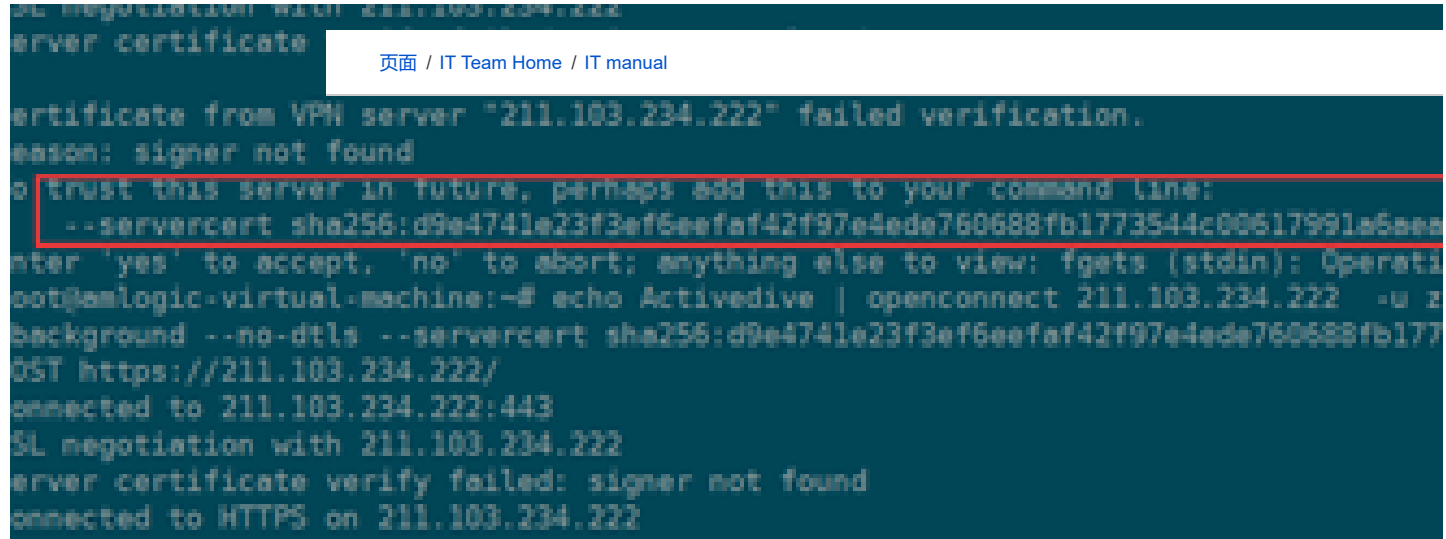 SL negotiation with 211.103.234.222
erver certificate
页面 / IT Team Home / IT manual
ertificate from VPN server "211.103.234.222" failed verification.
eason: signer not found
o trust this server in future, perhaps add this to your command line:
--servercert sha256:d9e4741e23f3ef6eefaf42f97e4ede760688fb1773544c00617991a6aea
nter 'yes' to accept, 'no' to abort; anything else to view: fgets (stdin): Operati
oot@amlogic-virtual-machine:~# echo Activedive | openconnect 211.103.234.222 -u z
background --no-dtls --servercert sha256:d9e4741e23f3ef6eefaf42f97e4ede760688fb177
OST https://211.103.234.222/
onnected to 211.103.234.222:443
SL negotiation with 211.103.234.222
erver certificate verify failed: signer not found
onnected to HTTPS on 211.103.234.222